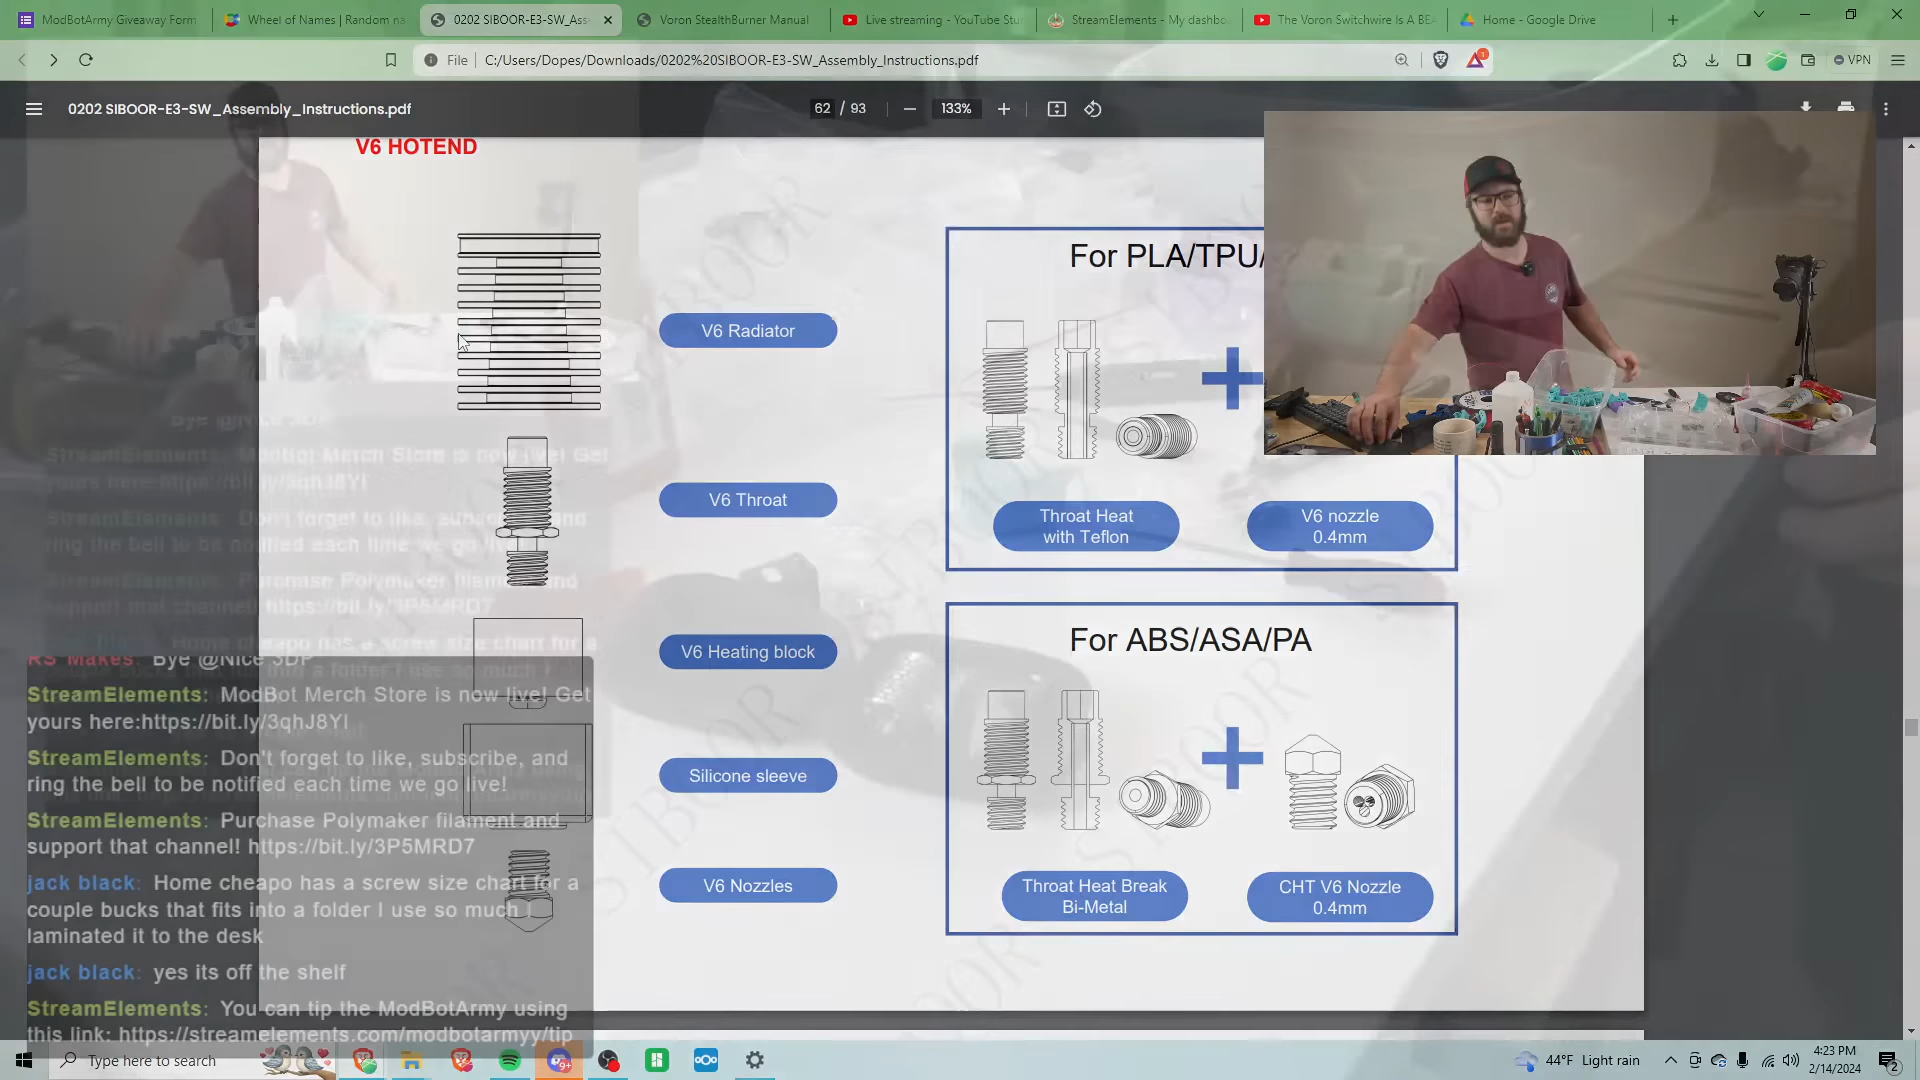 ModBotArmy Giveaway Form
Wheel of Names | Random na
0202 SIBOOR-E3-SW_Ass
Voron StealthBurner Manual
Live streaming - YouTube Stu
StreamElements - My dashbo
The Voron Switchwire Is A BEA
Home - Google Drive
File
C:/Users/Dopes/Downloads/0202%20SIBOOR-E3-SW_Assembly_Instructions.pdf
1
VPN
0202 SIBOOR-E3-SW_Assembly_Instructions.pdf
62 / 93
133%
V6 HOTEND
V6 Radiator
V6 Throat
V6 Heating block
Silicone sleeve
V6 Nozzles
For PLA/TPU/
Throat Heat
with Teflon
V6 nozzle
0.4mm
For ABS/ASA/PA
Throat Heat Break
Bi-Metal
CHT V6 Nozzle
0.4mm
RS Makes: Bye @Nice 3DP
StreamElements: ModBot Merch Store is now live! Get
yours here:https://bit.ly/3qhJ8YI
StreamElements: Don't forget to like, subscribe, and
ring the bell to be notified each time we go live!
StreamElements: Purchase Polymaker filament and
support that channel! https://bit.ly/3P5MRD7
jack black: Home cheapo has a screw size chart for a
couple bucks that fits into a folder I use so much I
laminated it to the desk
jack black: yes its off the shelf
StreamElements: You can tip the ModBotArmy using
this link: https://streamelements.com/modbotarmyy/tip
Type here to search
9+
44°F Light rain
4:23 PM
2/14/2024
2